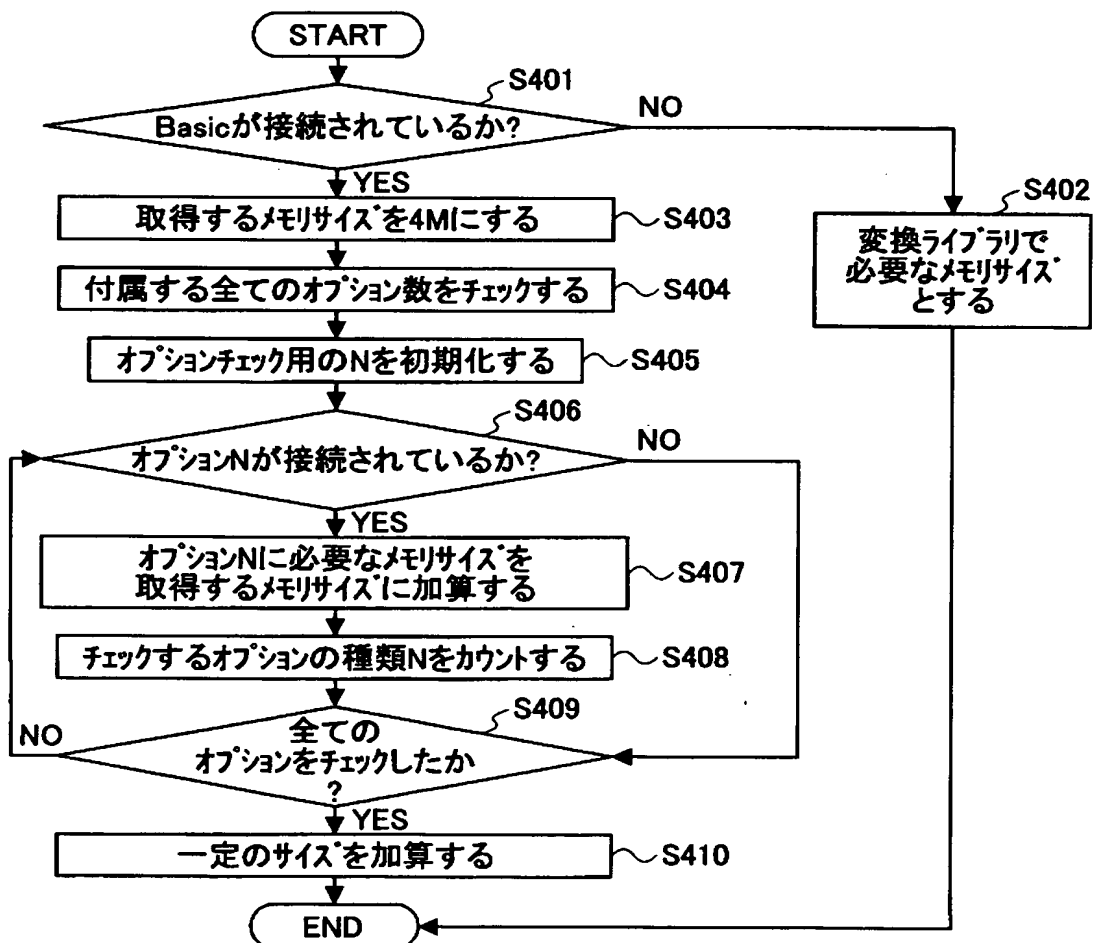 START
S401
Basicが接続されているか?
NO
YES
取得するメモリサイズを4Mにする
S403
S402
変換ライブラリで
必要なメモリサイズ
とする
付属する全てのオプション数をチェックする
S404
オプションチェック用のNを初期化する
S405
S406
オプションNが接続されているか?
NO
YES
オプションNに必要なメモリサイズを
取得するメモリサイズに加算する
S407
チェックするオプションの種類Nをカウントする
S408
S409
全ての
オプションをチェックしたか
?
NO
YES
一定のサイズを加算する
S410
END